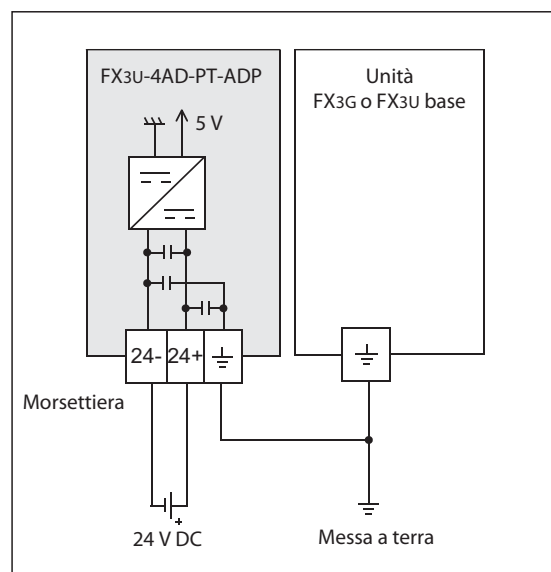 FX3U-4AD-PT-ADP
5 V
24- 24+
Morsettiera
+
24 V DC
Unità
FX3G o FX3U base
Messa a terra